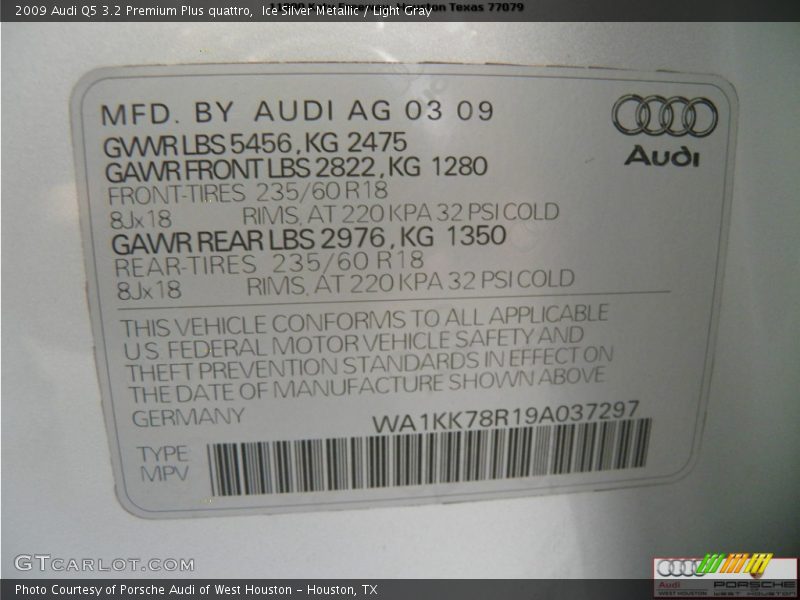 2009 Audi Q5 3.2 Premium Plus quattro, Ice Silver Metallic / Light Gray
Houston Texas 77079
MFD. BY AUDI AG 03 09
GVWR LBS 5456, KG 2475
GAWR FRONT LBS 2822, KG 1280
FRONT-TIRES 235/60 R18
8Jx18 RIMS, AT 220 KPA 32 PSI COLD
GAWR REAR LBS 2976, KG 1350
REAR-TIRES 235/60 R18
8Jx18 RIMS, AT 220 KPA 32 PSI COLD
Audi
THIS VEHICLE CONFORMS TO ALL APPLICABLE
U.S. FEDERAL MOTOR VEHICLE SAFETY AND
THEFT PREVENTION STANDARDS IN EFFECT ON
THE DATE OF MANUFACTURE SHOWN ABOVE
GERMANY WA1KK78R19A037297
TYPE
MPV
GTCARLOT.COM
Audi PORSCHE
WEST HOUSTON WEST HOUSTON
Photo Courtesy of Porsche Audi of West Houston – Houston, TX